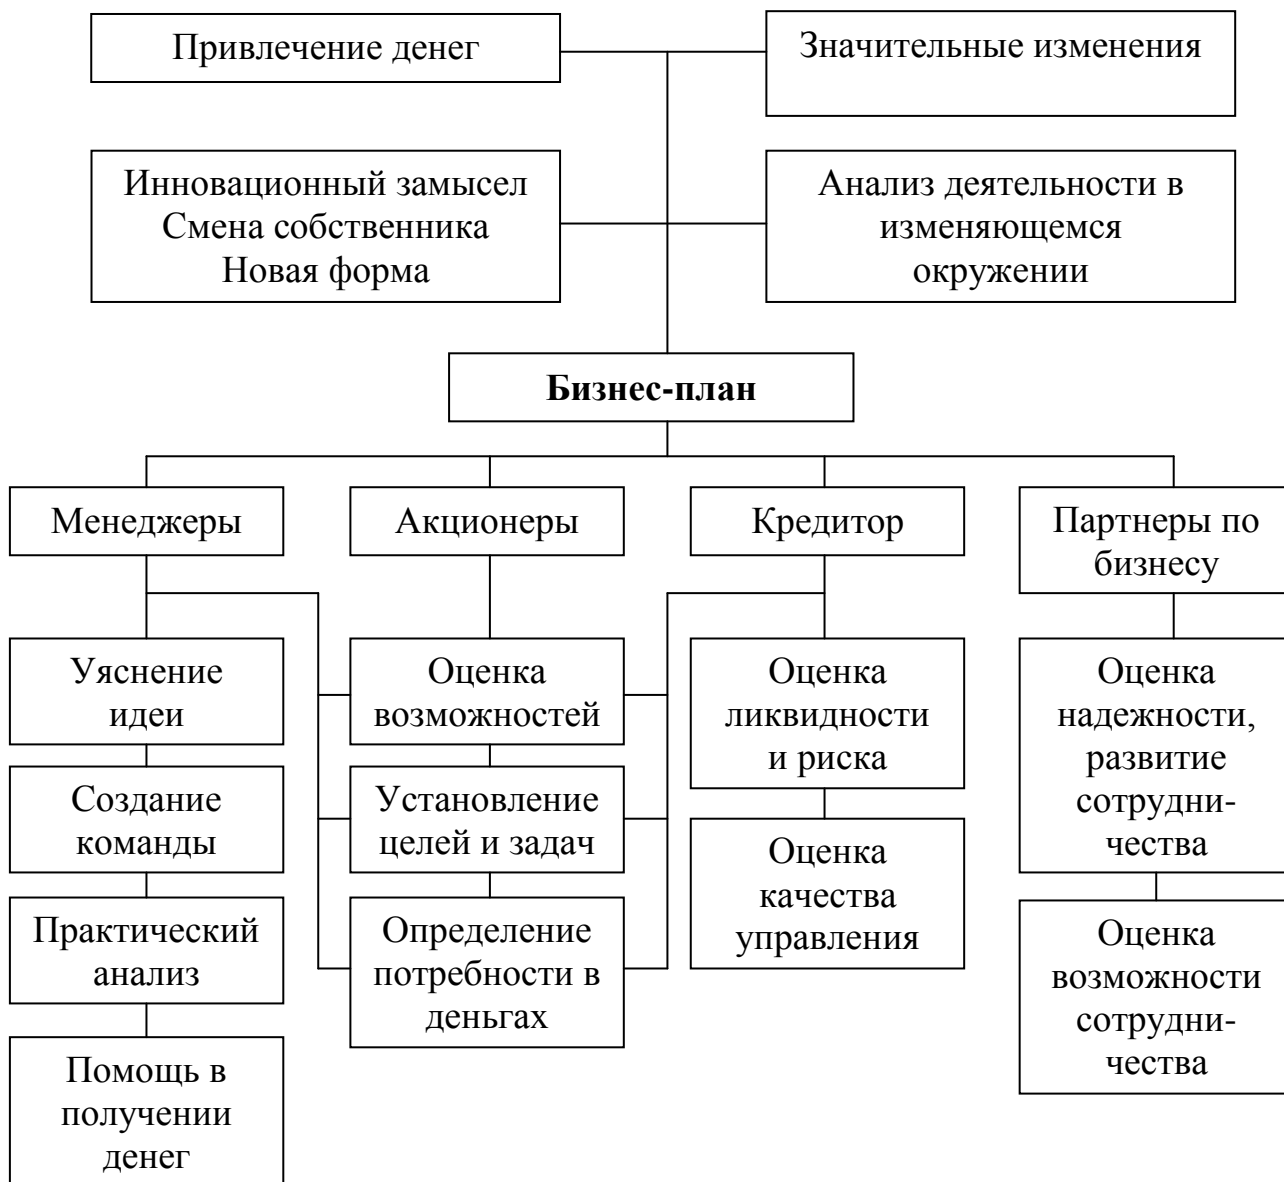 Привлечение денег
Значительные изменения
Инновационный замысел
Смена собственника
Новая форма
Анализ деятельности в
изменяющемся
окружении
Бизнес-план
Менеджеры
Акционеры
Кредитор
Партнеры по
бизнесу
Уяснение
идеи
Оценка
возможностей
Оценка
ликвидности
и риска
Оценка
надежности,
развитие
сотрудни-
чества
Создание
команды
Установление
целей и задач
Оценка
качества
управления
Практический
анализ
Определение
потребности в
деньгах
Оценка
возможности
сотрудни-
чества
Помощь в
получении
денег